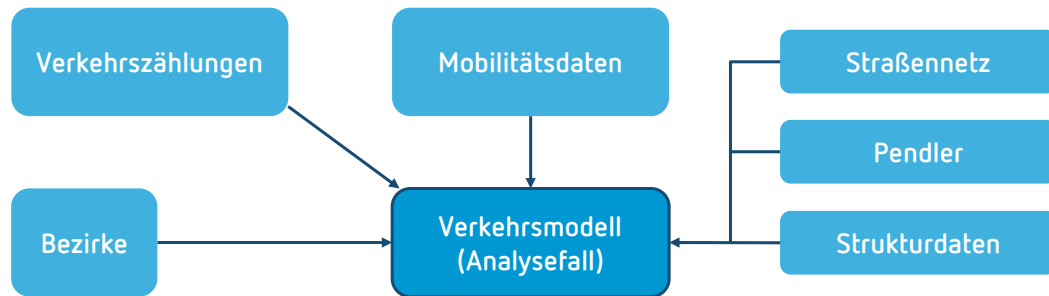 Verkehrszählungen
Mobilitätsdaten
Straßennetz
Pendler
Bezirke
Verkehrsmodell
(Analysefall)
Strukturdaten